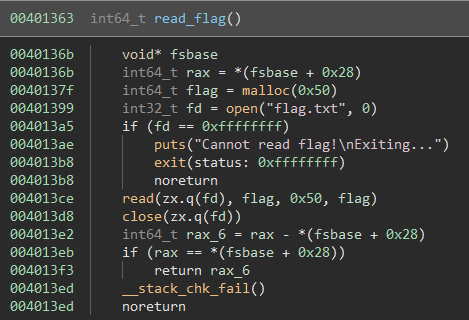 00401363 int64_t read_flag()
0040136b void* fsbase
0040136b int64_t rax = *(fsbase + 0x28)
0040137f int64_t flag = malloc(0x50)
00401399 int32_t fd = open("flag.txt", 0)
004013a5 if (fd == 0xffffffff)
004013ae puts("Cannot read flag!\nExiting...")
004013b8 exit(status: 0xffffffff)
004013b8 noreturn
004013ce read(zx.q(fd), flag, 0x50, flag)
004013d8 close(zx.q(fd))
004013e2 int64_t rax_6 = rax - *(fsbase + 0x28)
004013eb if (rax == *(fsbase + 0x28))
004013f3 return rax_6
004013ed __stack_chk_fail()
004013ed noreturn